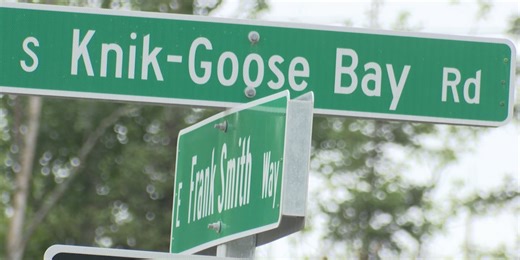 S Knik-Goose Bay Rd
E Frank Smith Way